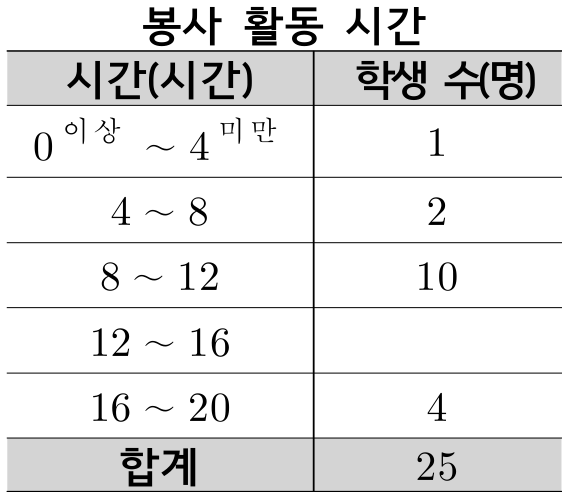 봉사 활동 시간
시간(시간) 학생 수(명)
0 이상 ~ 4 미만 1
4 ~ 8 2
8 ~ 12 10
12 ~ 16
16 ~ 20 4
합계 25